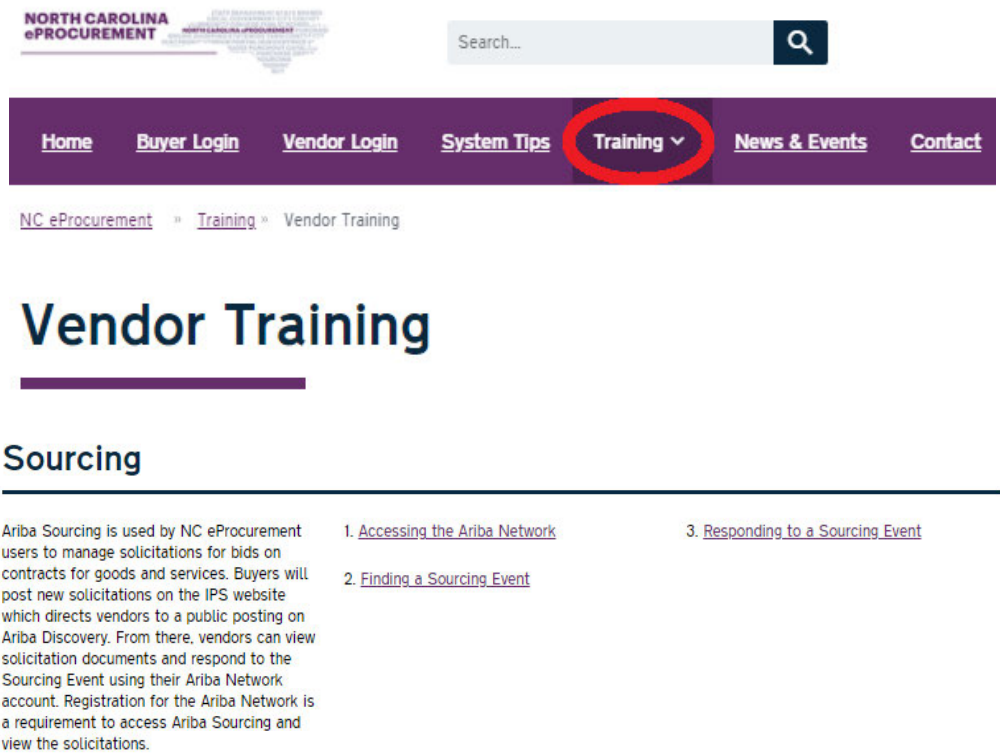 NORTH CAROLINA
ePROCUREMENT
NORTH CAROLINA ePROCUREMENT
Search...
Home Buyer Login Vendor Login System Tips Training News & Events Contact
NC eProcurement » Training » Vendor Training
Vendor Training
Sourcing
Ariba Sourcing is used by NC eProcurement
users to manage solicitations for bids on
contracts for goods and services. Buyers will
post new solicitations on the IPS website
which directs vendors to a public posting on
Ariba Discovery. From there, vendors can view
solicitation documents and respond to the
Sourcing Event using their Ariba Network
account. Registration for the Ariba Network is
a requirement to access Ariba Sourcing and
view the solicitations.
1. Accessing the Ariba Network
2. Finding a Sourcing Event
3. Responding to a Sourcing Event